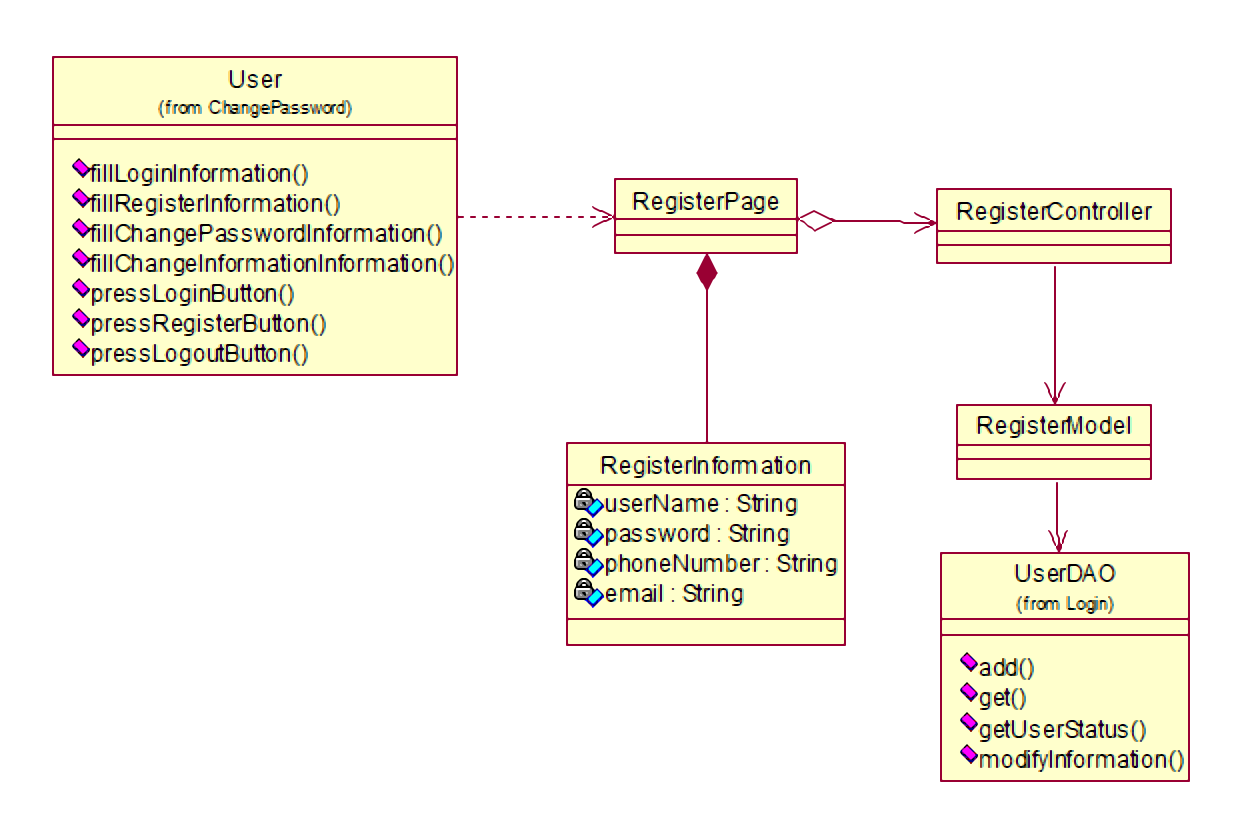 User
(from ChangePassword)
fillLoginInformation()
fillRegisterInformation()
fillChangePasswordInformation()
fillChangeInformationInformation()
pressLoginButton()
pressRegisterButton()
pressLogoutButton()
RegisterPage
RegisterController
RegisterModel
RegisterInformation
userName : String
password : String
phoneNumber : String
email : String
UserDAO
(from Login)
add()
get()
getUserStatus()
modifyInformation()